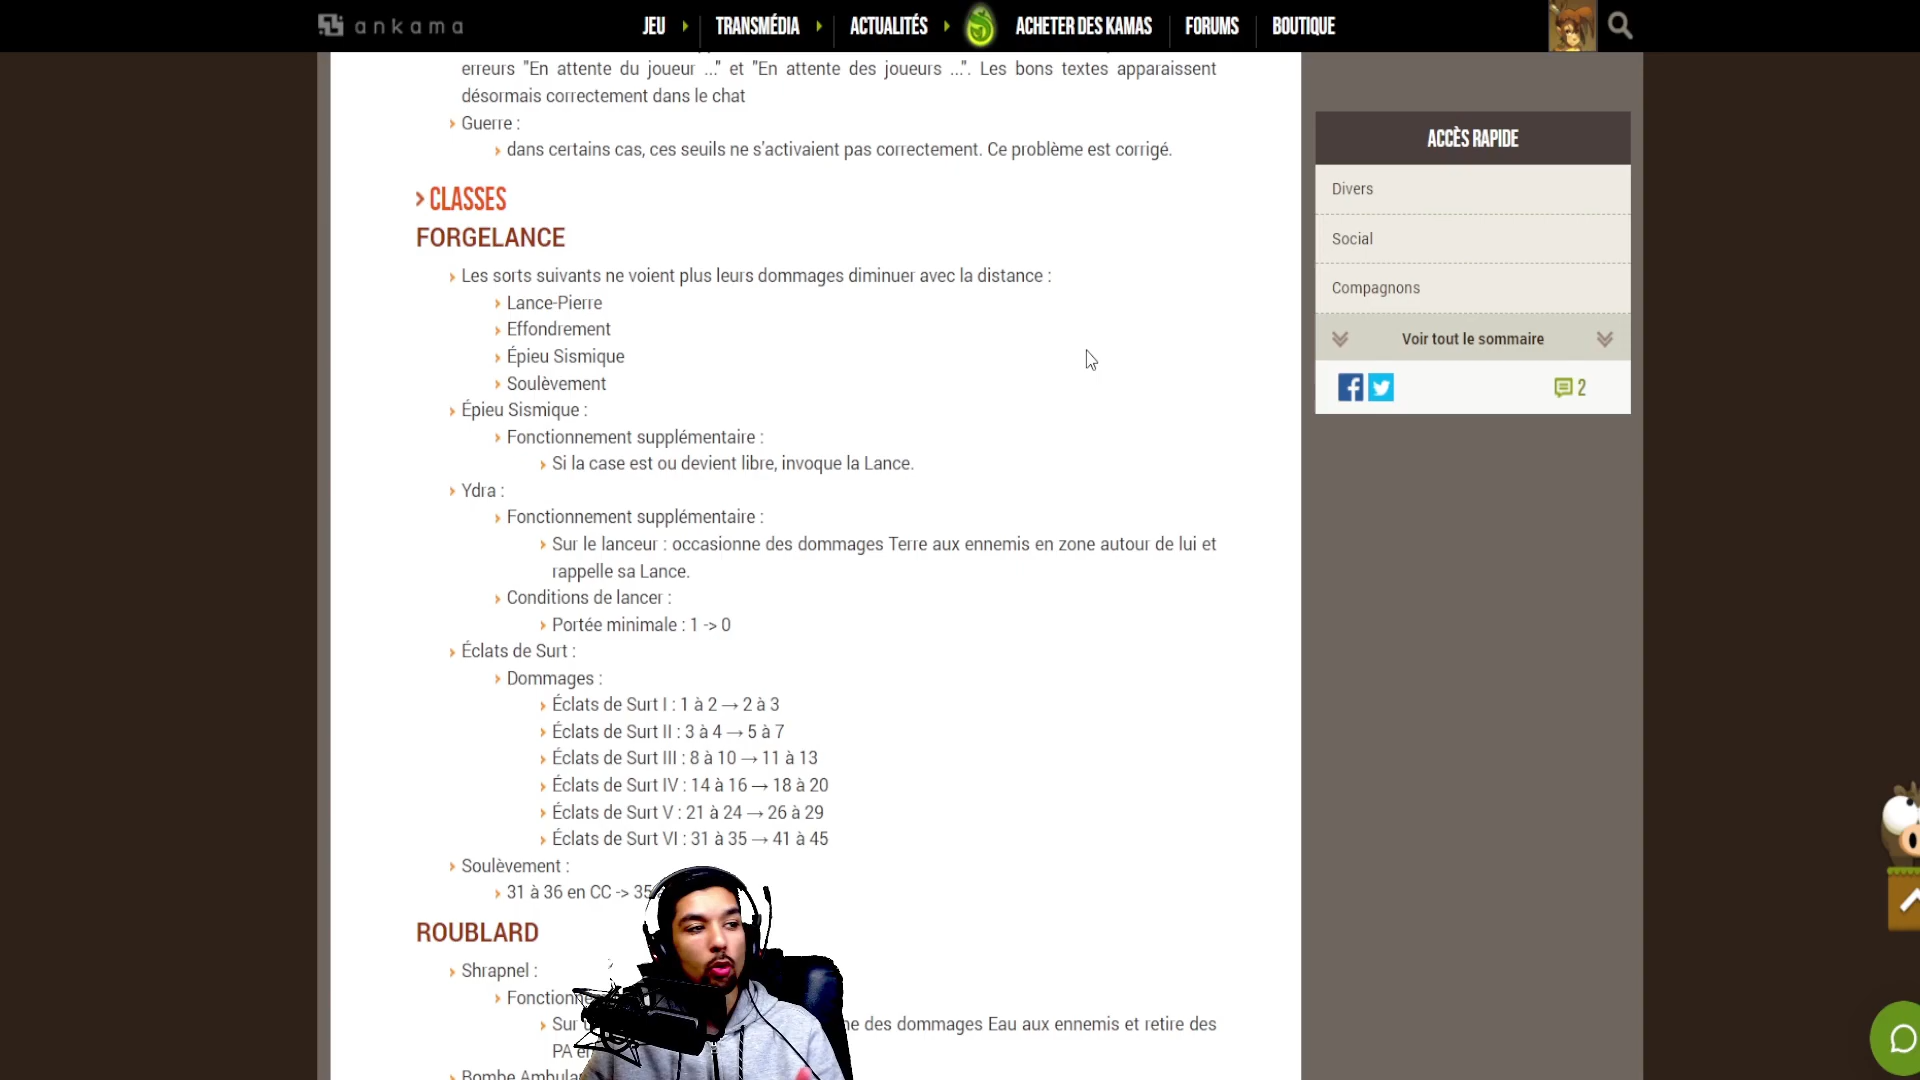 ankama
JEU
TRANSMÉDIA
ACTUALITÉS
ACHETER DES KAMAS
FORUMS
BOUTIQUE
erreurs "En attente du joueur ..." et "En attente des joueurs ...". Les bons textes apparaissent
désormais correctement dans le chat
Guerre :
dans certains cas, ces seuils ne s'activaient pas correctement. Ce problème est corrigé.
> CLASSES
FORGELANCE
Les sorts suivants ne voient plus leurs dommages diminuer avec la distance :
Lance-Pierre
Effondrement
Épieu Sismique
Soulèvement
Épieu Sismique :
Fonctionnement supplémentaire :
Si la case est ou devient libre, invoque la Lance.
Ydra :
Fonctionnement supplémentaire :
Sur le lanceur : occasionne des dommages Terre aux ennemis en zone autour de lui et
rappelle sa Lance.
Conditions de lancer :
Portée minimale : 1 -> 0
Éclats de Surt :
Dommages :
Éclats de Surt I : 1 à 2 → 2 à 3
Éclats de Surt II : 3 à 4 → 5 à 7
Éclats de Surt III : 8 à 10 → 11 à 13
Éclats de Surt IV : 14 à 16 → 18 à 20
Éclats de Surt V : 21 à 24 → 26 à 29
Éclats de Surt VI : 31 à 35 → 41 à 45
Soulèvement :
31 à 36 en CC -> 35
ROUBLARD
Shrapnel :
Sur
des dommages Eau aux ennemis et retire des
PA
ACCÈS RAPIDE
Divers
Social
Compagnons
Voir tout le sommaire
2